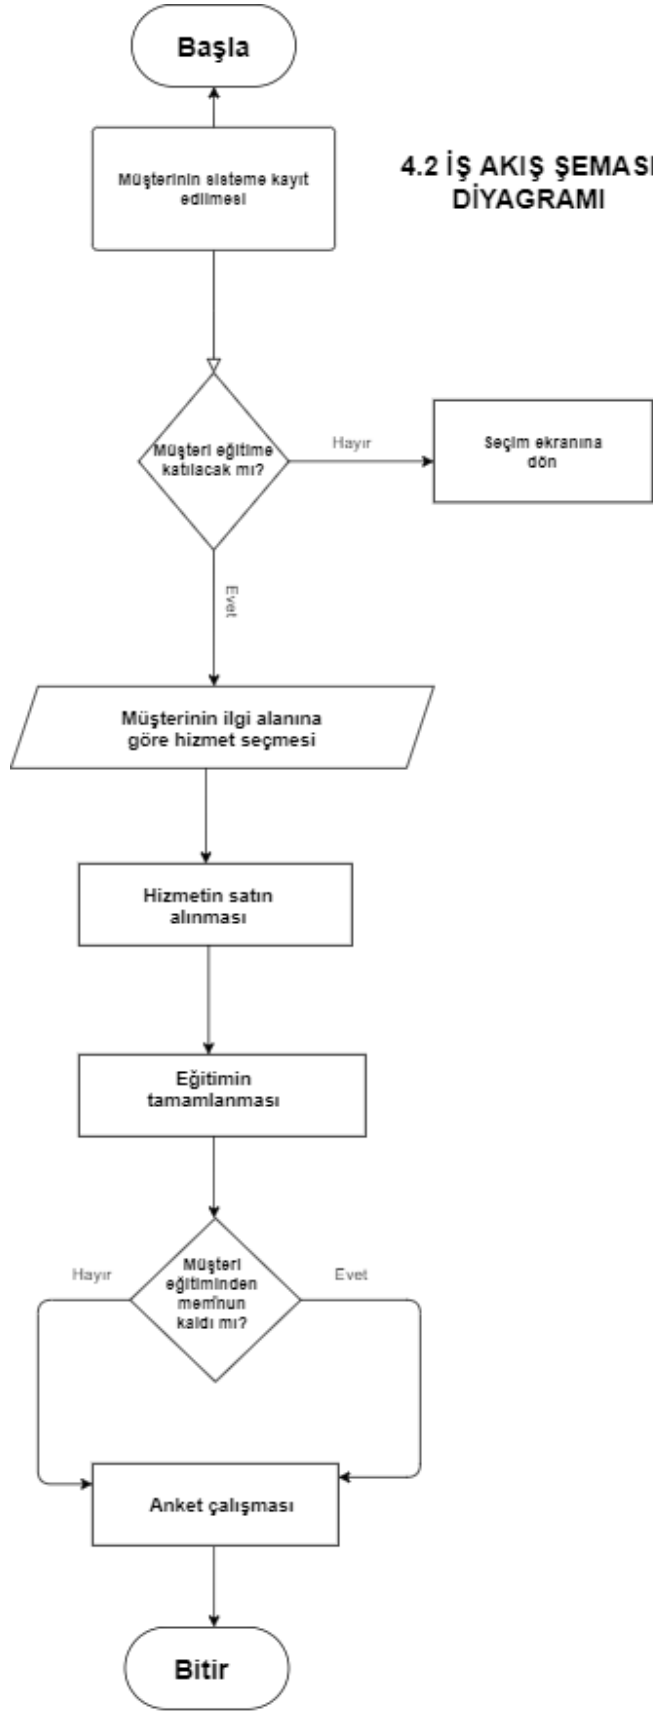 Başla
Müşterinin sisteme kayıt
edilmesi
4.2 İŞ AKIŞ ŞEMASI
DİYAGRAMI
Müşteri eğitime
katılacak mı?
Hayır
Seçim ekranına
dön
Evet
Müşterinin ilgi alanına
göre hizmet seçmesi
Hizmetin satın
alınması
Eğitimin
tamamlanması
Hayır
Müşteri
eğitiminden
mem'nun
kaldı mı?
Evet
Anket çalışması
Bitir